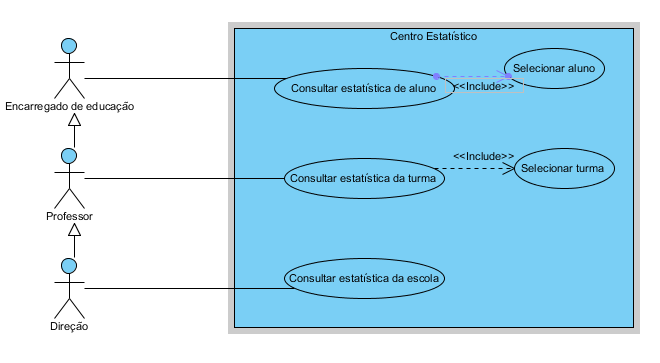 Centro Estatístico
Selecionar aluno
<<Include>>
Consultar estatística de aluno
Encarregado de educação
<<Include>>
Selecionar turma
Consultar estatística da turma
Professor
Consultar estatística da escola
Direção